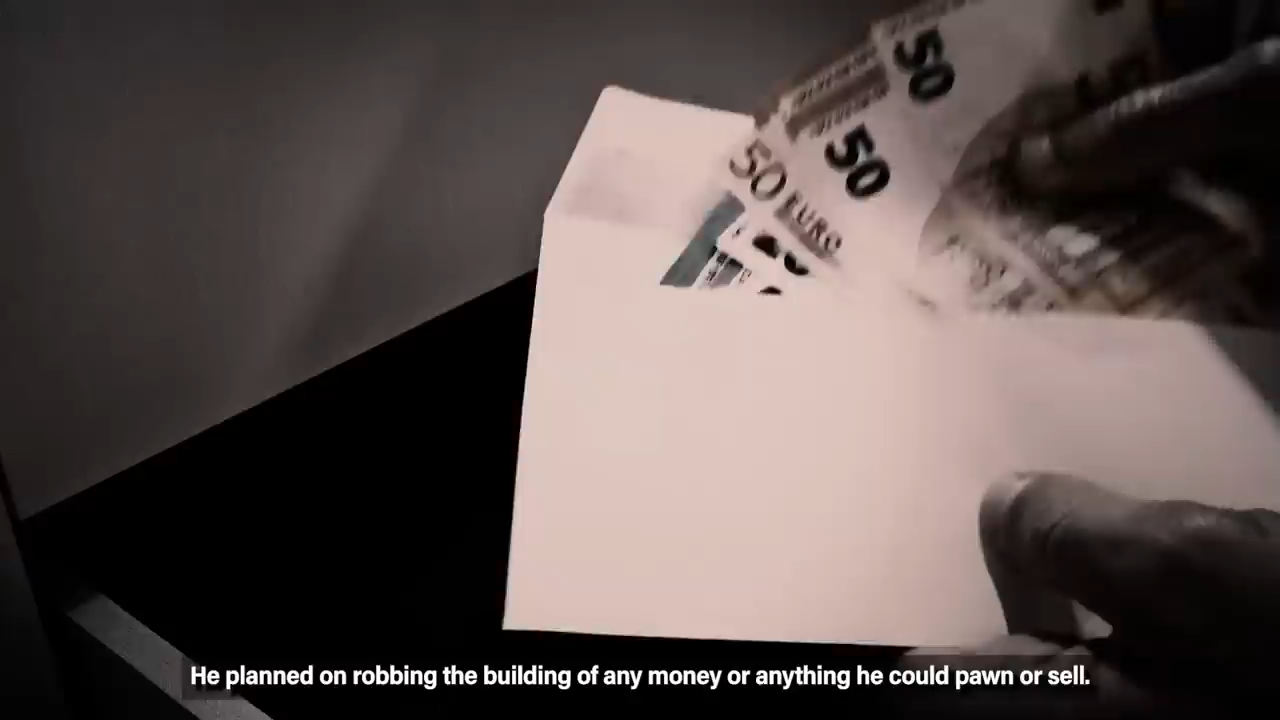 50
50
50 EURO
He planned on robbing the building of any money or anything he could pawn or sell.